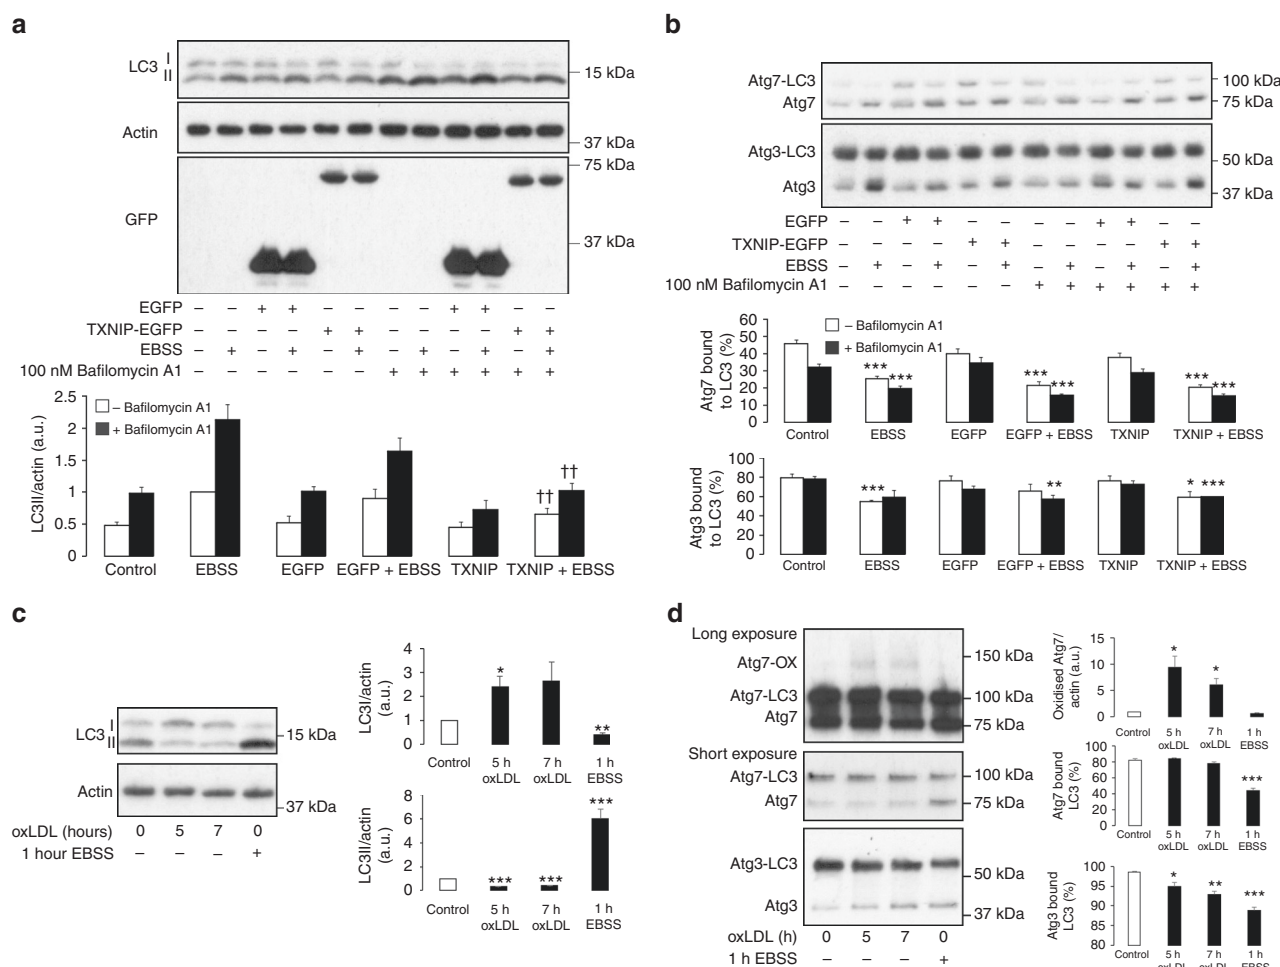 a
LC3 I
II
15 kDa
Actin
37 kDa
75 kDa
GFP
37 kDa
EGFP – – + + – – – – + + – –
TXNIP-EGFP – – – – + + – – – – + +
EBSS – + – + – + – + – + – +
100 nM Bafilomycin A1 – – – – – – + + + + + +
LC3II/actin (a.u.)
2.5
2
1.5
1
0.5
0
– Bafilomycin A1
+ Bafilomycin A1
†† ††
Control EBSS EGFP EGFP + EBSS TXNIP TXNIP + EBSS
b
Atg7-LC3
100 kDa
Atg7
75 kDa
Atg3-LC3
50 kDa
Atg3
37 kDa
EGFP – – + + – – – – + + – –
TXNIP-EGFP – – – – + + – – – – + +
EBSS – + – + – + – + – + – +
100 nM Bafilomycin A1 – – – – – – + + + + + +
Atg7 bound
to LC3 (%)
60
50
40
30
20
10
0
– Bafilomycin A1
+ Bafilomycin A1
*** *** *** *** *** ***
Control EBSS EGFP EGFP + EBSS TXNIP TXNIP + EBSS
Atg3 bound
to LC3 (%)
100
80
60
40
20
0
*** ** * ***
Control EBSS EGFP EGFP + EBSS TXNIP TXNIP + EBSS
c
LC3 I
II
15 kDa
Actin
37 kDa
oxLDL (hours) 0 5 7 0
1 hour EBSS – – – +
LC3I/actin
(a.u.)
4
3
2
1
0
* **
Control 5 h 7 h 1 h
oxLDL oxLDL EBSS
LC3II/actin
(a.u.)
8
6
4
2
0
*** *** ***
Control 5 h 7 h 1 h
oxLDL oxLDL EBSS
d
Long exposure
Atg7-OX
150 kDa
Atg7-LC3
100 kDa
Atg7
75 kDa
Short exposure
Atg7-LC3
100 kDa
Atg7
75 kDa
Atg3-LC3
50 kDa
Atg3
37 kDa
oxLDL (h) 0 5 7 0
1 h EBSS – – – +
Oxidised Atg7/
actin (a.u.)
15
10
5
0
* *
Control 5 h 7 h 1 h
oxLDL oxLDL EBSS
Atg7 bound
LC3 (%)
100
80
60
40
20
0
***
Control 5 h 7 h 1 h
oxLDL oxLDL EBSS
Atg3 bound
LC3 (%)
100
95
90
85
80
* ** ***
Control 5 h 7 h 1 h
oxLDL oxLDL EBSS